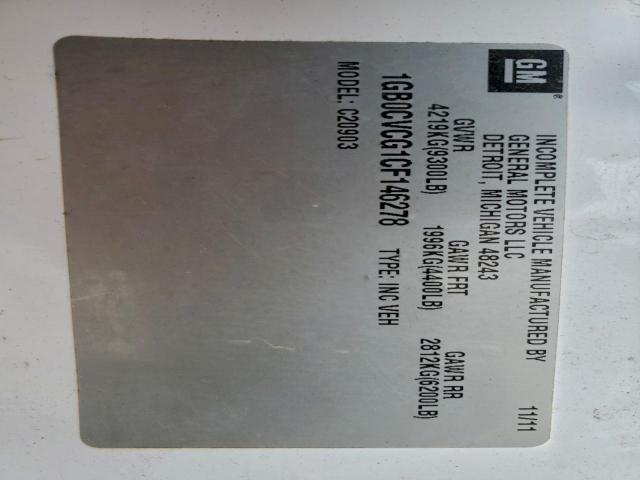 GM
®
INCOMPLETE VEHICLE MANUFACTURED BY 11/11
GENERAL MOTORS LLC
DETROIT, MICHIGAN 48243
GVWR GAWR FRT GAWR RR
4219KG(9300LB) 1996KG(4400LB) 2812KG(6200LB)
1GB0CVCG1CF146278 TYPE: INC VEH
MODEL: C20903